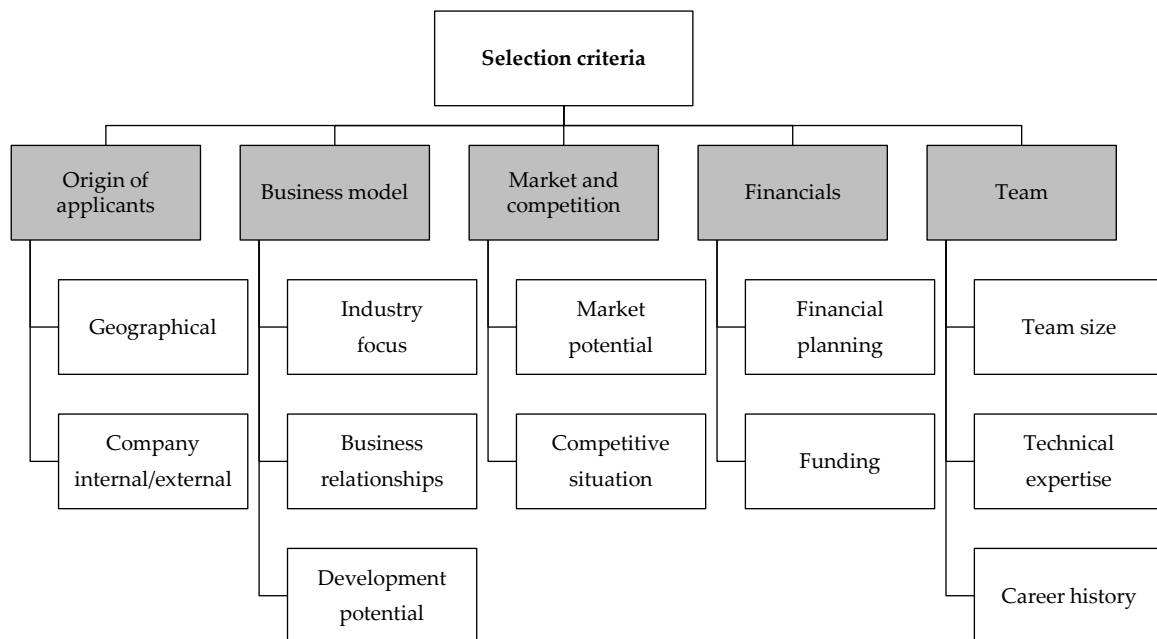 Selection criteria
Origin of
applicants
Business model
Market and
competition
Financials
Team
Geographical
Industry
focus
Market
potential
Financial
planning
Team size
Company
internal/external
Business
relationships
Competitive
situation
Funding
Technical
expertise
Development
potential
Career history